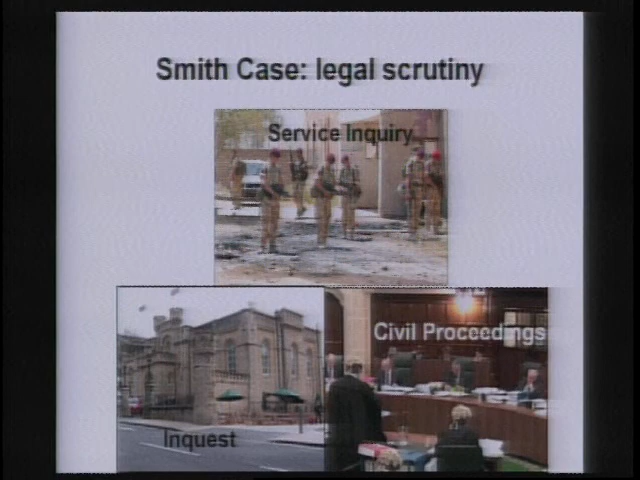 Smith Case: legal scrutiny
Service Inquiry
Civil Proceedings
Inquest